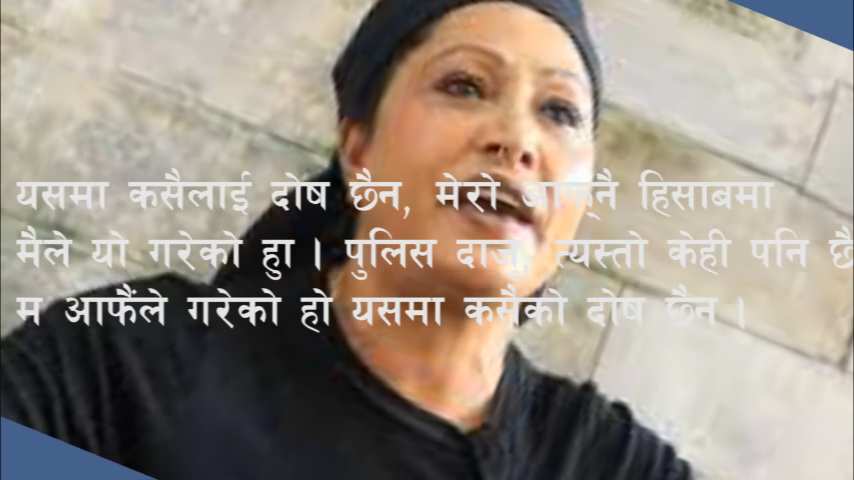 यसमा कसैलाई दोष छैन, मेरो आफ्नै हिसाबमा
मैले यो गरेको हुा । पुलिस दाजु, त्यस्तो केही पनि छै
म आफैंले गरेको हो यसमा कसैको दोष छैन ।